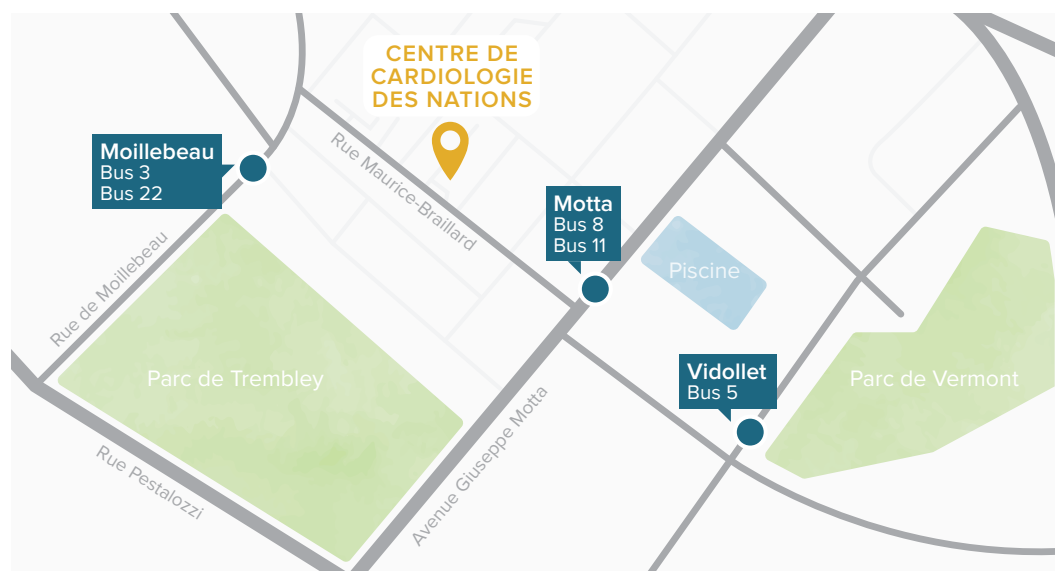 CENTRE DE
CARDIOLOGIE
DES NATIONS
Moillebeau
Bus 3
Bus 22
Rue Maurice-Braillard
Motta
Bus 8
Bus 11
Piscine
Rue de Moillebeau
Parc de Trembley
Vidollet
Bus 5
Parc de Vermont
Avenue Giuseppe Motta
Rue Pestalozzi